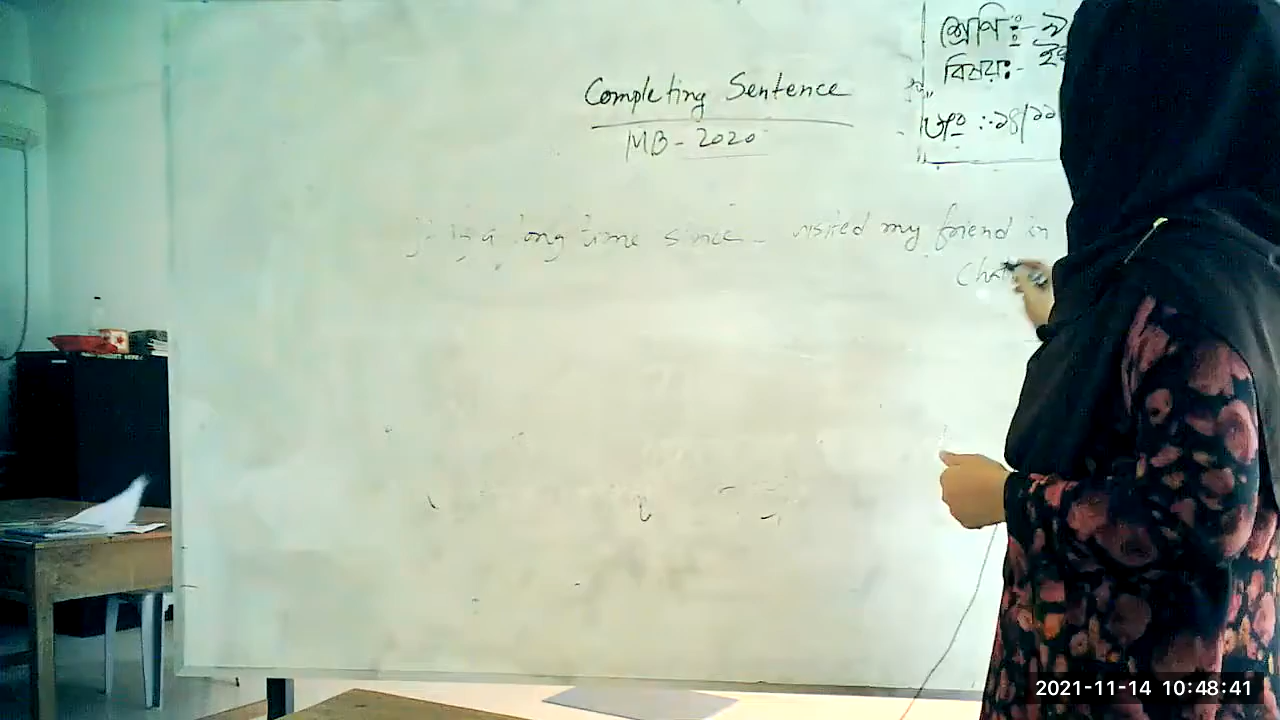 Completing Sentence
MB - 2020
শ্রেণি :- ৯
বিষয়:-
তাং :- ১৪/১১
It is a long time since - visited my friend in
Chat
2021-11-14 10:48:41